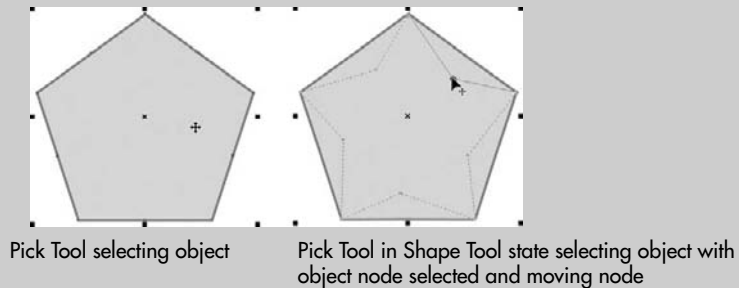 Pick Tool selecting object
Pick Tool in Shape Tool state selecting object with
object node selected and moving node